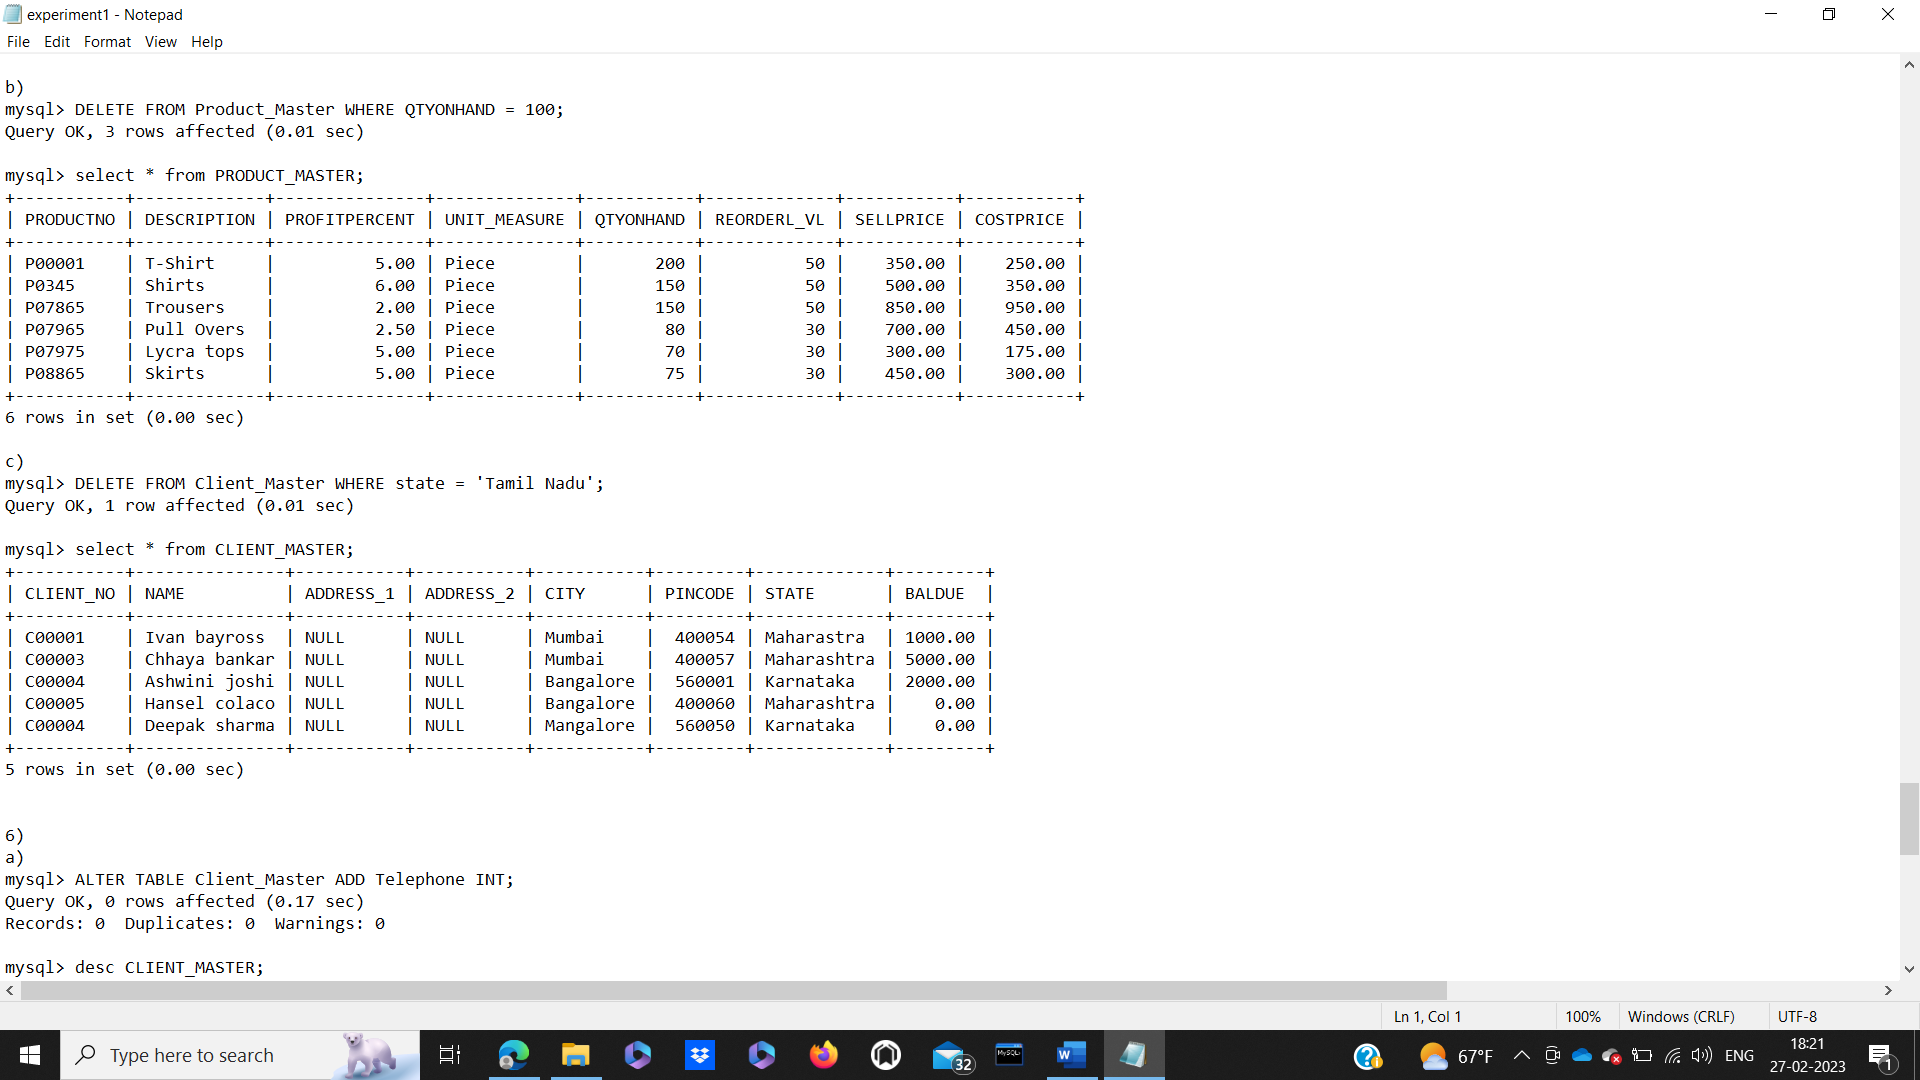 experiment1 - Notepad
File Edit Format View Help
b)
mysql> DELETE FROM Product_Master WHERE QTYONHAND = 100;
Query OK, 3 rows affected (0.01 sec)
mysql> select * from PRODUCT_MASTER;
+-----------+-------------+---------------+--------------+-----------+-------------+-----------+-----------+
| PRODUCTNO | DESCRIPTION | PROFITPERCENT | UNIT_MEASURE | QTYONHAND | REORDERL_VL | SELLPRICE | COSTPRICE |
+-----------+-------------+---------------+--------------+-----------+-------------+-----------+-----------+
| P00001    | T-Shirt     |          5.00 | Piece        |       200 |          50 |    350.00 |    250.00 |
| P0345     | Shirts      |          6.00 | Piece        |       150 |          50 |    500.00 |    350.00 |
| P07865    | Trousers    |          2.00 | Piece        |       150 |          50 |    850.00 |    950.00 |
| P07965    | Pull Overs  |          2.50 | Piece        |        80 |          30 |    700.00 |    450.00 |
| P07975    | Lycra tops  |          5.00 | Piece        |        70 |          30 |    300.00 |    175.00 |
| P08865    | Skirts      |          5.00 | Piece        |        75 |          30 |    450.00 |    300.00 |
+-----------+-------------+---------------+--------------+-----------+-------------+-----------+-----------+
6 rows in set (0.00 sec)
c)
mysql> DELETE FROM Client_Master WHERE state = 'Tamil Nadu';
Query OK, 1 row affected (0.01 sec)
mysql> select * from CLIENT_MASTER;
+-----------+---------------+-----------+-----------+-----------+---------+-------------+---------+
| CLIENT_NO | NAME          | ADDRESS_1 | ADDRESS_2 | CITY      | PINCODE | STATE       | BALDUE  |
+-----------+---------------+-----------+-----------+-----------+---------+-------------+---------+
| C00001    | Ivan bayross  | NULL      | NULL      | Mumbai    |  400054 | Maharastra  | 1000.00 |
| C00003    | Chhaya bankar | NULL      | NULL      | Mumbai    |  400057 | Maharashtra | 5000.00 |
| C00004    | Ashwini joshi | NULL      | NULL      | Bangalore |  560001 | Karnataka   | 2000.00 |
| C00005    | Hansel colaco | NULL      | NULL      | Bangalore |  400060 | Maharashtra |    0.00 |
| C00004    | Deepak sharma | NULL      | NULL      | Mangalore |  560050 | Karnataka   |    0.00 |
+-----------+---------------+-----------+-----------+-----------+---------+-------------+---------+
5 rows in set (0.00 sec)
6)
a)
mysql> ALTER TABLE Client_Master ADD Telephone INT;
Query OK, 0 rows affected (0.17 sec)
Records: 0  Duplicates: 0  Warnings: 0
mysql> desc CLIENT_MASTER;
Ln 1, Col 1 100% Windows (CRLF) UTF-8
Type here to search 32 67°F ENG 18:21
27-02-2023 1